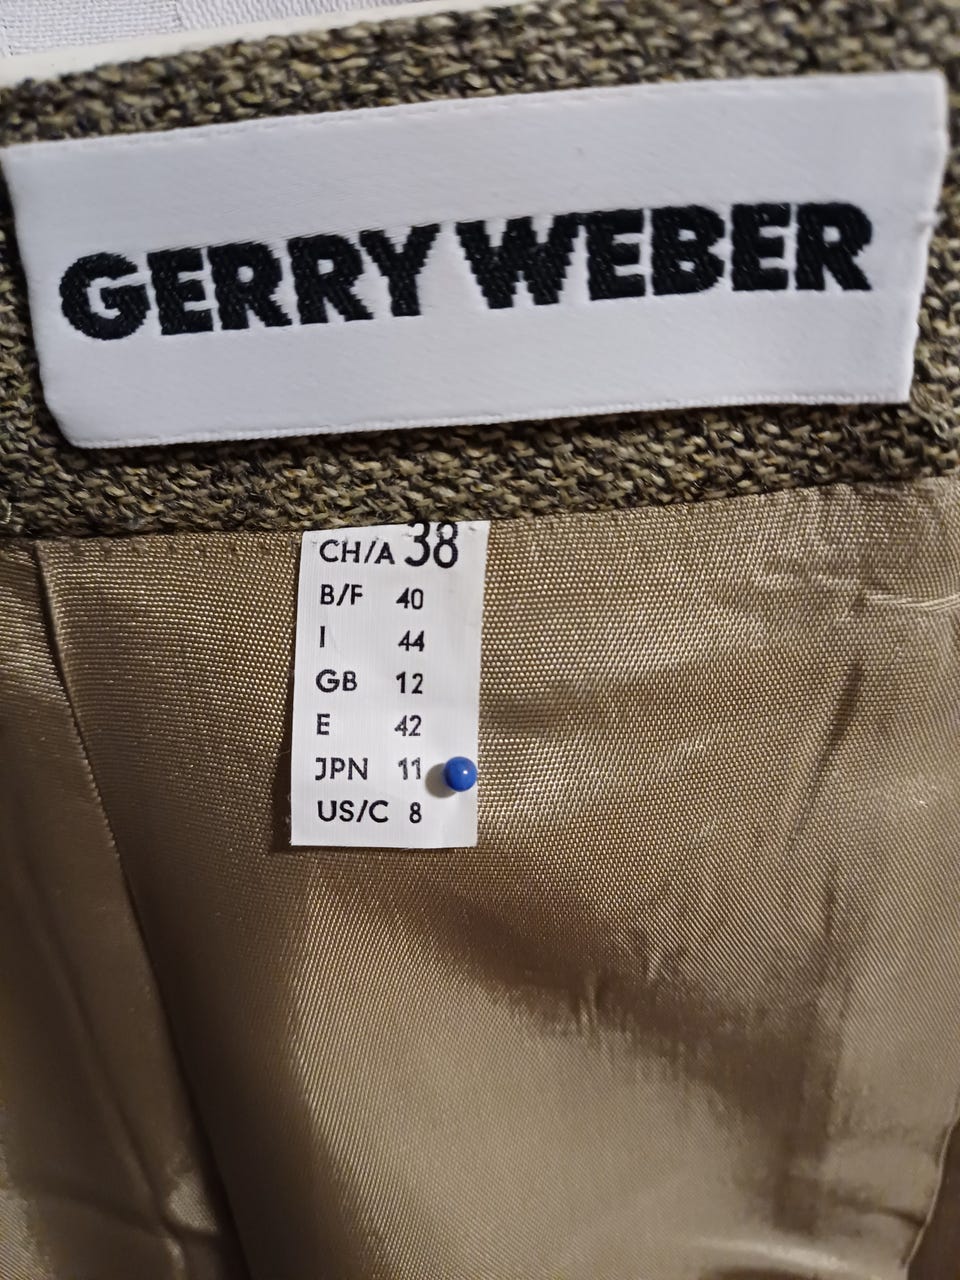 GERRY WEBER
CH/A 38
B/F 40
I 44
GB 12
E 42
JPN 11
US/C 8